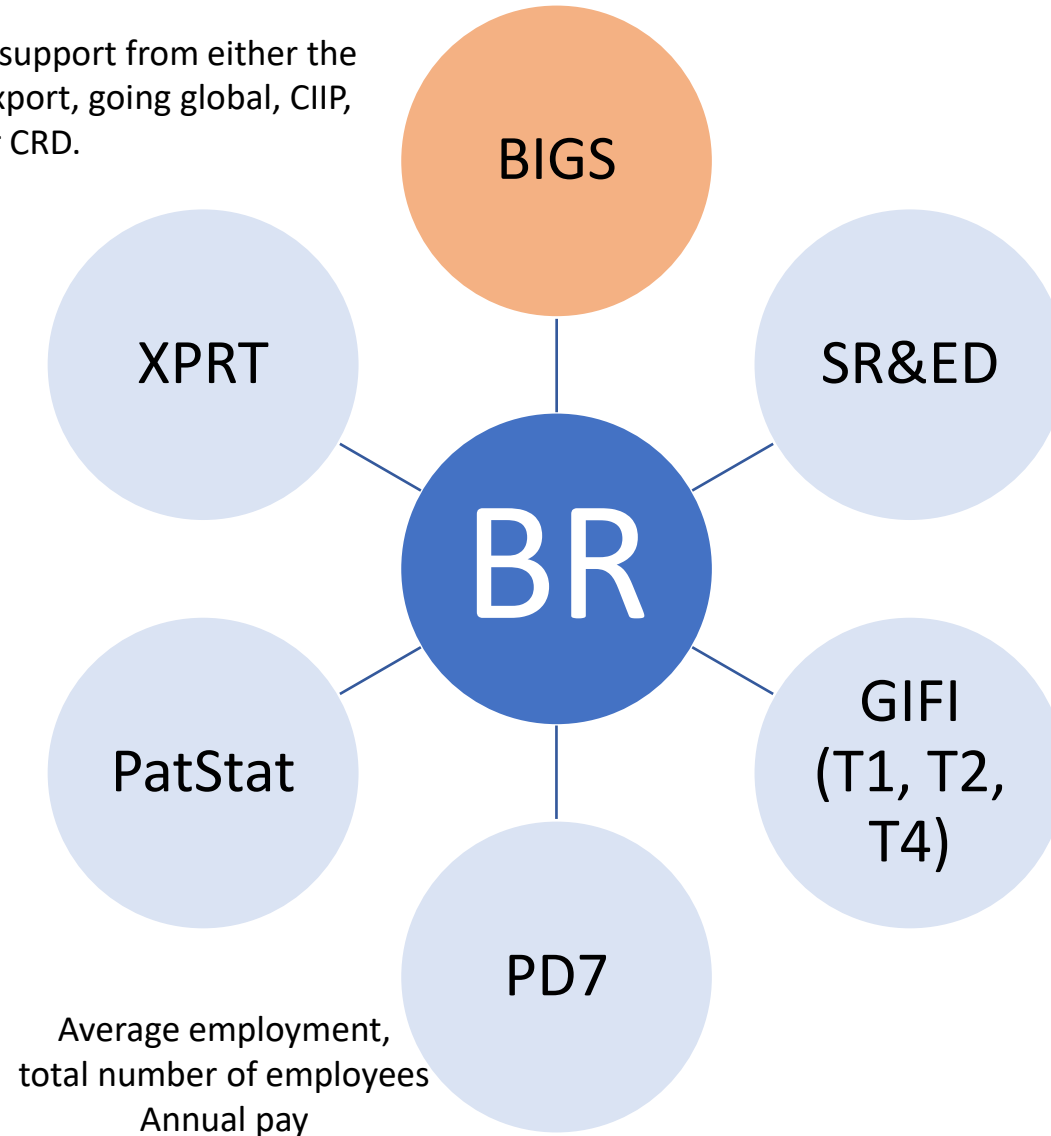 support from either the
xport, going global, CIIP,
CRD.
BIGS
XPRT
SR&ED
BR
PatStat
GIFI
(T1, T2,
T4)
PD7
Average employment,
total number of employees
Annual pay